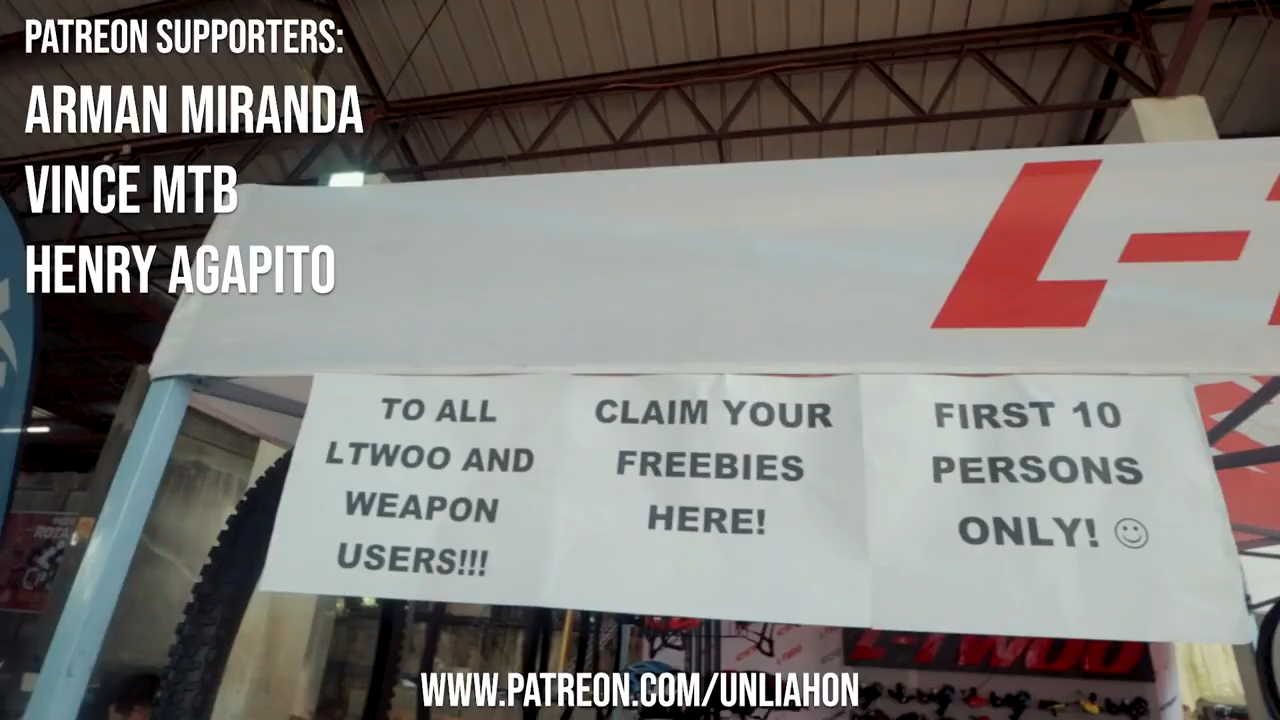 PATREON SUPPORTERS:
ARMAN MIRANDA
VINCE MTB
HENRY AGAPITO
L-
TO ALL
LTWOO AND
WEAPON
USERS!!!
CLAIM YOUR
FREEBIES
HERE!
FIRST 10
PERSONS
ONLY! ☺
L-TWOO
WWW.PATREON.COM/UNLIAHON